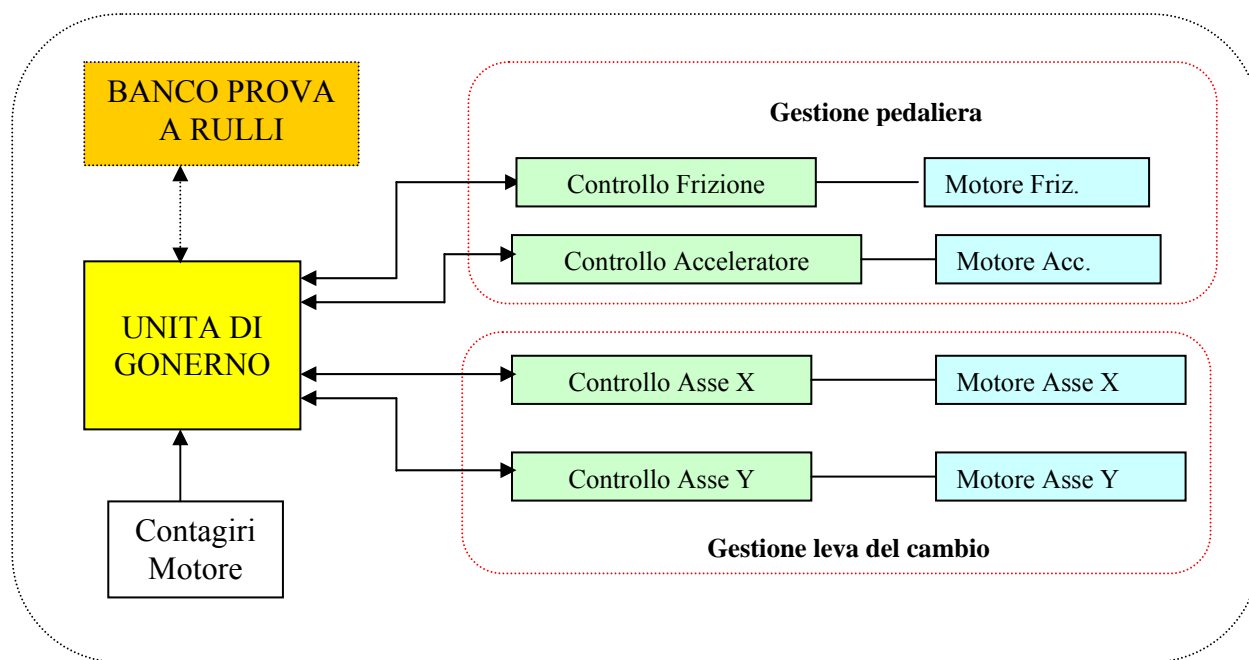 BANCO PROVA
A RULLI
Gestione pedaliera
Controllo Frizione
Motore Friz.
Controllo Acceleratore
Motore Acc.
UNITA DI
GONERNO
Controllo Asse X
Motore Asse X
Controllo Asse Y
Motore Asse Y
Contagiri
Motore
Gestione leva del cambio